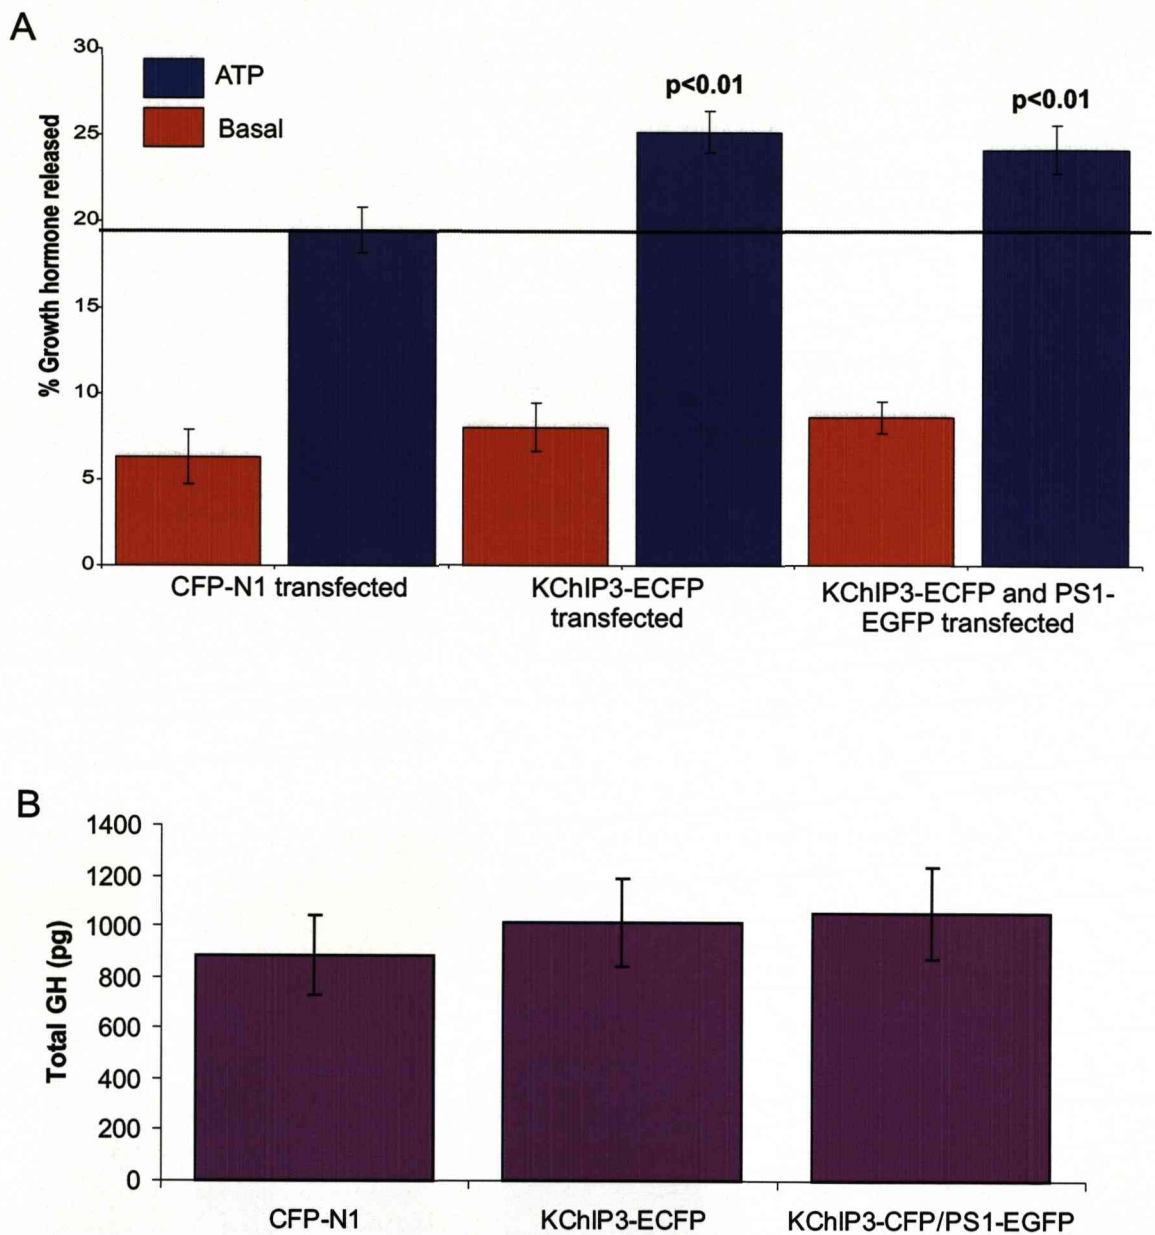 A
30
25
20
15
10
5
0
% Growth hormone released
ATP
Basal
p<0.01
p<0.01
CFP-N1 transfected
KChIP3-ECFP
transfected
KChIP3-ECFP and PS1-
EGFP transfected
B
1400
1200
1000
800
600
400
200
0
Total GH (pg)
CFP-N1
KChIP3-ECFP
KChIP3-CFP/PS1-EGFP